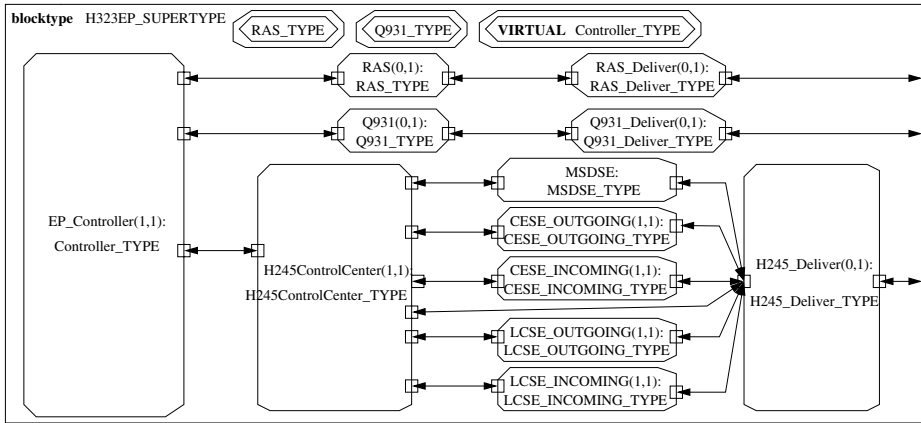 blocktype H323EP_SUPERTYPE
RAS_TYPE
Q931_TYPE
VIRTUAL Controller_TYPE
RAS(0,1):
RAS_TYPE
RAS_Deliver(0,1):
RAS_Deliver_TYPE
Q931(0,1):
Q931_TYPE
Q931_Deliver(0,1):
Q931_Deliver_TYPE
EP_Controller(1,1):
Controller_TYPE
H245ControlCenter(1,1):
H245ControlCenter_TYPE
MSDSE:
MSDSE_TYPE
CESE_OUTGOING(1,1):
CESE_OUTGOING_TYPE
CESE_INCOMING(1,1):
CESE_INCOMING_TYPE
LCSE_OUTGOING(1,1):
LCSE_OUTGOING_TYPE
LCSE_INCOMING(1,1):
LCSE_INCOMING_TYPE
H245_Deliver(0,1):
H245_Deliver_TYPE